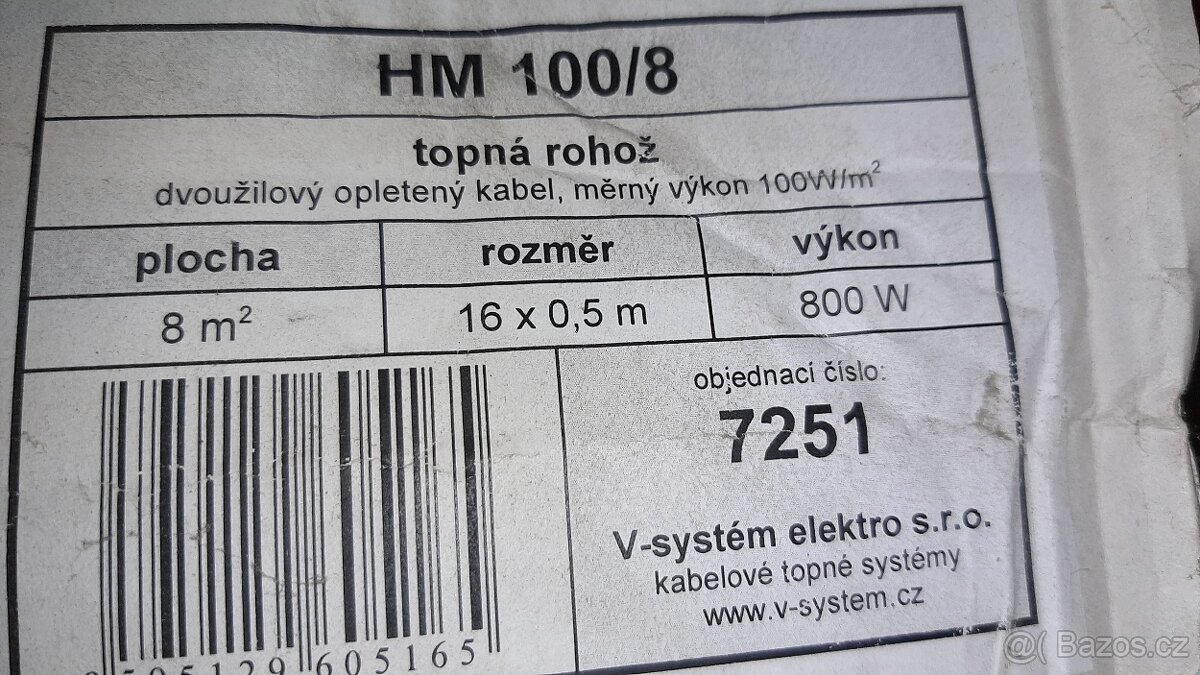 HM 100/8
topná rohož
dvoužilový opletený kabel, měrný výkon 100W/m²
plocha rozměr výkon
8 m² 16 x 0,5 m 800 W
objednací číslo:
7251
V-systém elektro s.r.o.
kabelové topné systémy
www.v-system.cz
605165
@( Bazos.cz